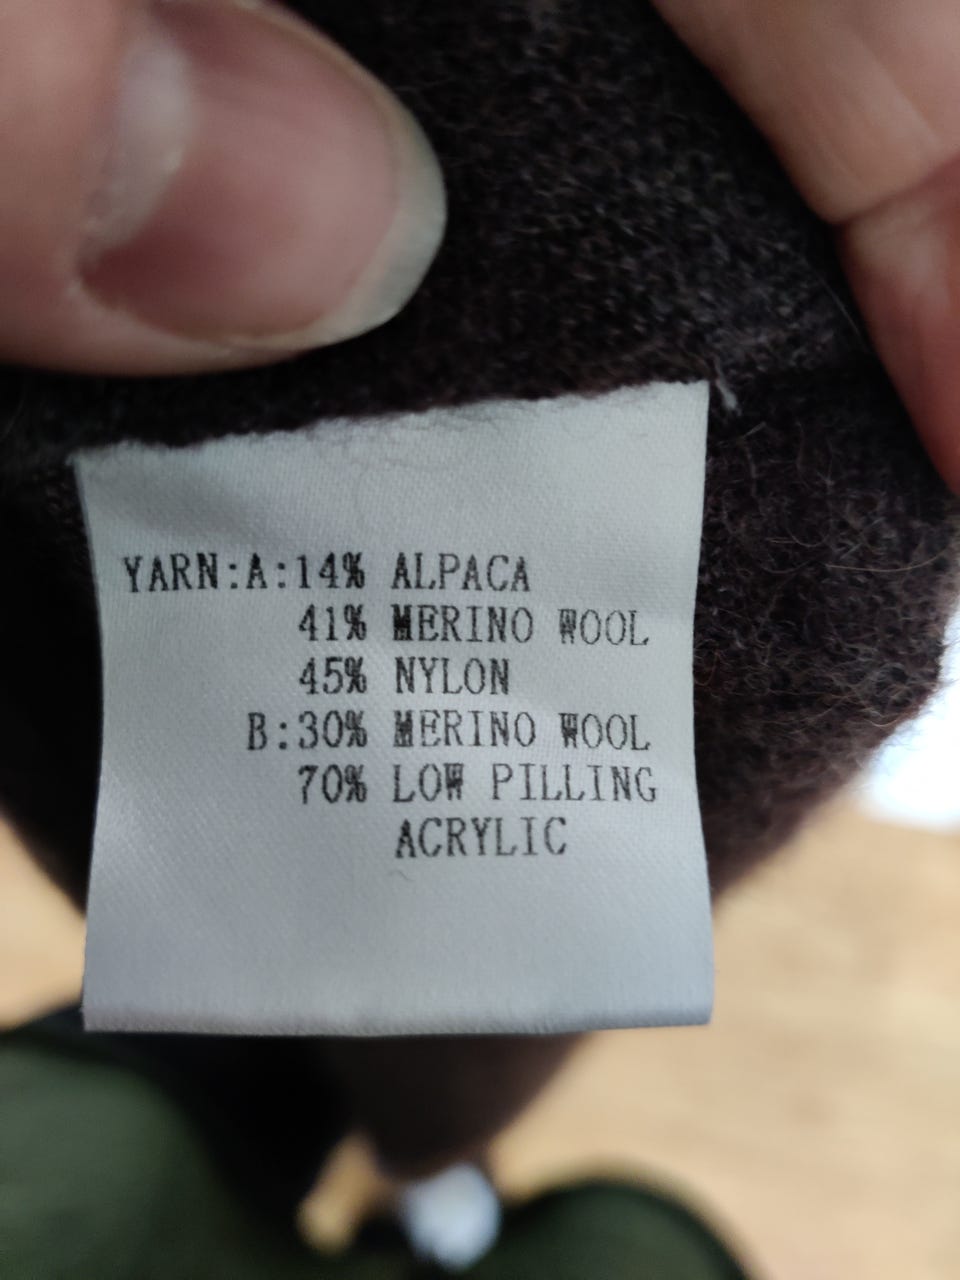 YARN:A:14% ALPACA
41% MERINO WOOL
45% NYLON
B:30% MERINO WOOL
70% LOW PILLING
ACRYLIC